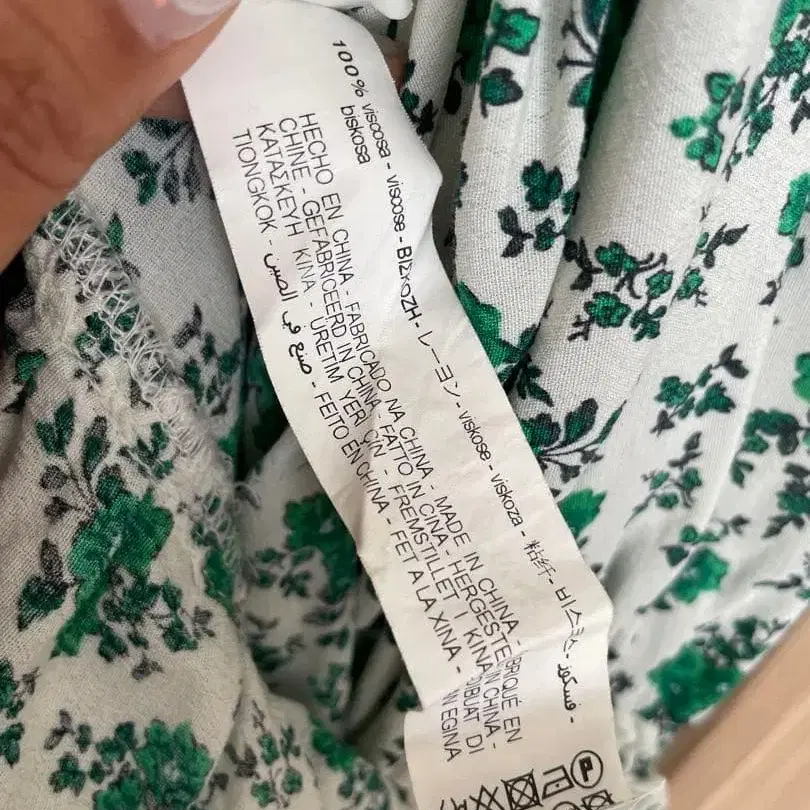 100% viscosa - viscose - ΒΙΣΚΟΖΗ - レーヨン - viskose - viskoza - 粘纤 - 비스코스 - فسكوز -
biskosa
HECHO EN CHINA - FABRICADO NA CHINA - MADE IN CHINA - FABRIQUÉ EN
CHINE - GEFABRICEERD IN CHINA - FATTO IN CINA - HERGESTELLT IN CHINA -
ΚΑΤΑΣΚΕΥΗ ΚΙΝΑ - ÜRETIM YERI ÇIN - FREMSTILLET I KINA - DIBUAT DI
TIONGKOK - صنع في الصين - FEITO EN CHINA - FET A LA XINA -